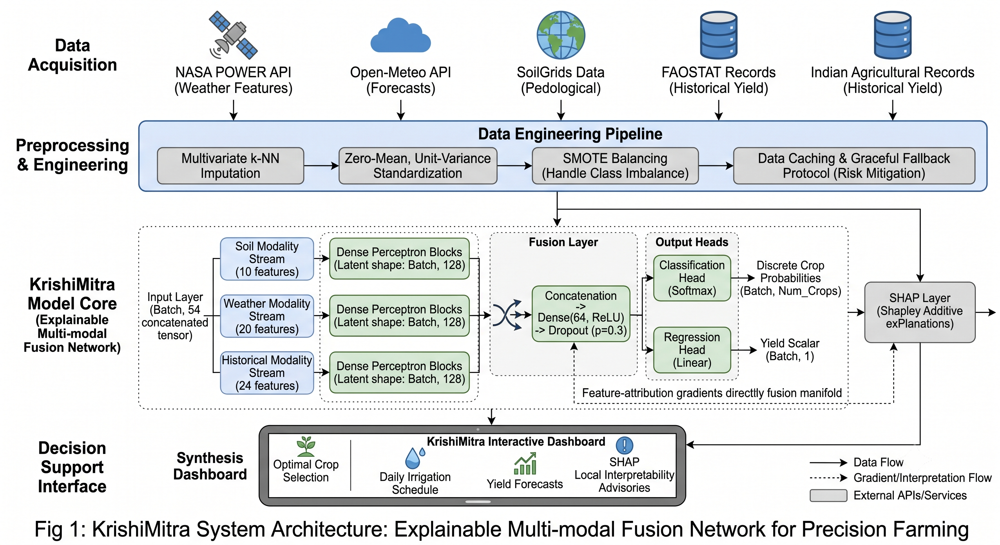 Data
Acquisition
NASA POWER API
(Weather Features)
Open-Meteo API
(Forecasts)
SoilGrids Data
(Pedological)
FAOSTAT Records
(Historical Yield)
Indian Agricultural Records
(Historical Yield)
Preprocessing
& Engineering
Data Engineering Pipeline
Multivariate k-NN
Imputation
Zero-Mean, Unit-Variance
Standardization
SMOTE Balancing
(Handle Class Imbalance)
Data Caching & Graceful Fallback
Protocol (Risk Mitigation)
KrishiMitra
Model Core
(Explainable
Multi-modal
Fusion Network)
Input Layer
(Batch, 54
concatenated
tensor)
Soil Modality
Stream
(10 features)
Weather Modality
Stream
(20 features)
Historical Modality
Stream
(24 features)
Dense Perceptron Blocks
(Latent shape: Batch, 128)
Dense Perceptron Blocks
(Latent shape: Batch, 128)
Dense Perceptron Blocks
(Latent shape: Batch, 128)
Fusion Layer
Concatenation
->
Dense(64, ReLU)
-> Dropout (p=0.3)
Output Heads
Classification
Head
(Softmax)
Regression
Head
(Linear)
Discrete Crop
Probabilities
(Batch, Num_Crops)
Yield Scalar
(Batch, 1)
SHAP Layer
(Shapley Additive
exPlanations)
Feature-attribution gradients directlly fusion manifold
Decision
Support
Interface
Synthesis
Dashboard
KrishiMitra Interactive Dashboard
Optimal Crop
Selection
Daily Irrigation
Schedule
Yield Forecasts
SHAP
Local Interpretability
Advisories
Data Flow
Gradient/Interpretation Flow
External APIs/Services
Fig 1: KrishiMitra System Architecture: Explainable Multi-modal Fusion Network for Precision Farming